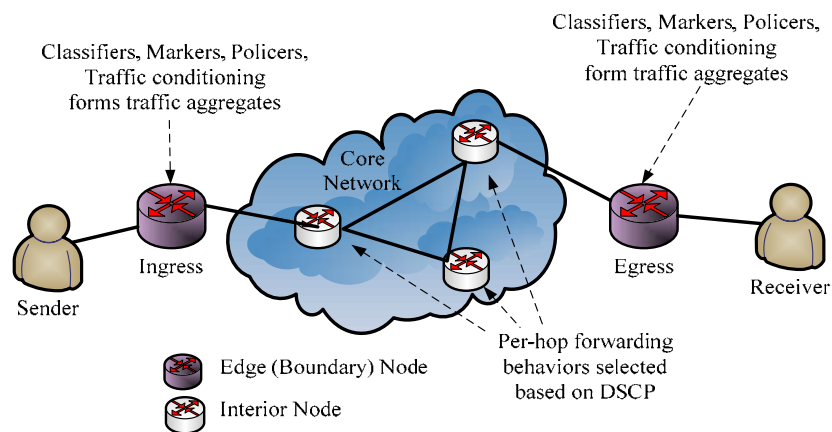 Classifiers, Markers, Policers,
Traffic conditioning
forms traffic aggregates
Classifiers, Markers, Policers,
Traffic conditioning
form traffic aggregates
Core
Network
Ingress
Egress
Sender
Receiver
Per-hop forwarding
behaviors selected
based on DSCP
Edge (Boundary) Node
Interior Node